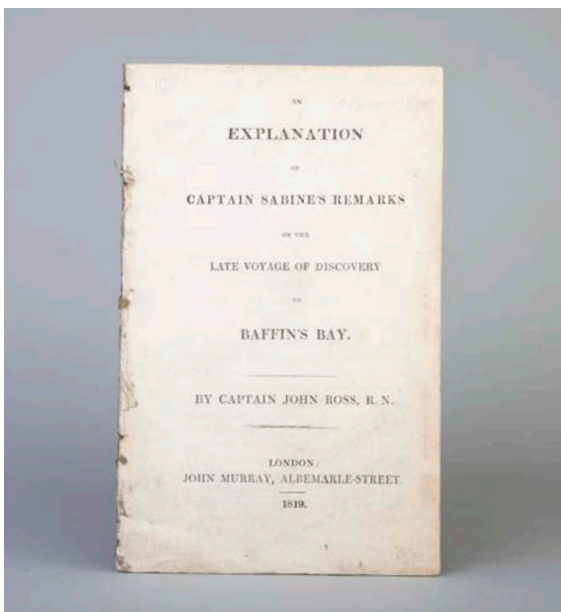 AN
EXPLANATION
OF
CAPTAIN SABINE'S REMARKS
ON THE
LATE VOYAGE OF DISCOVERY
TO
BAFFIN'S BAY.
BY CAPTAIN JOHN ROSS, R. N.
LONDON:
JOHN MURRAY, ALBEMARLE-STREET.
1819.